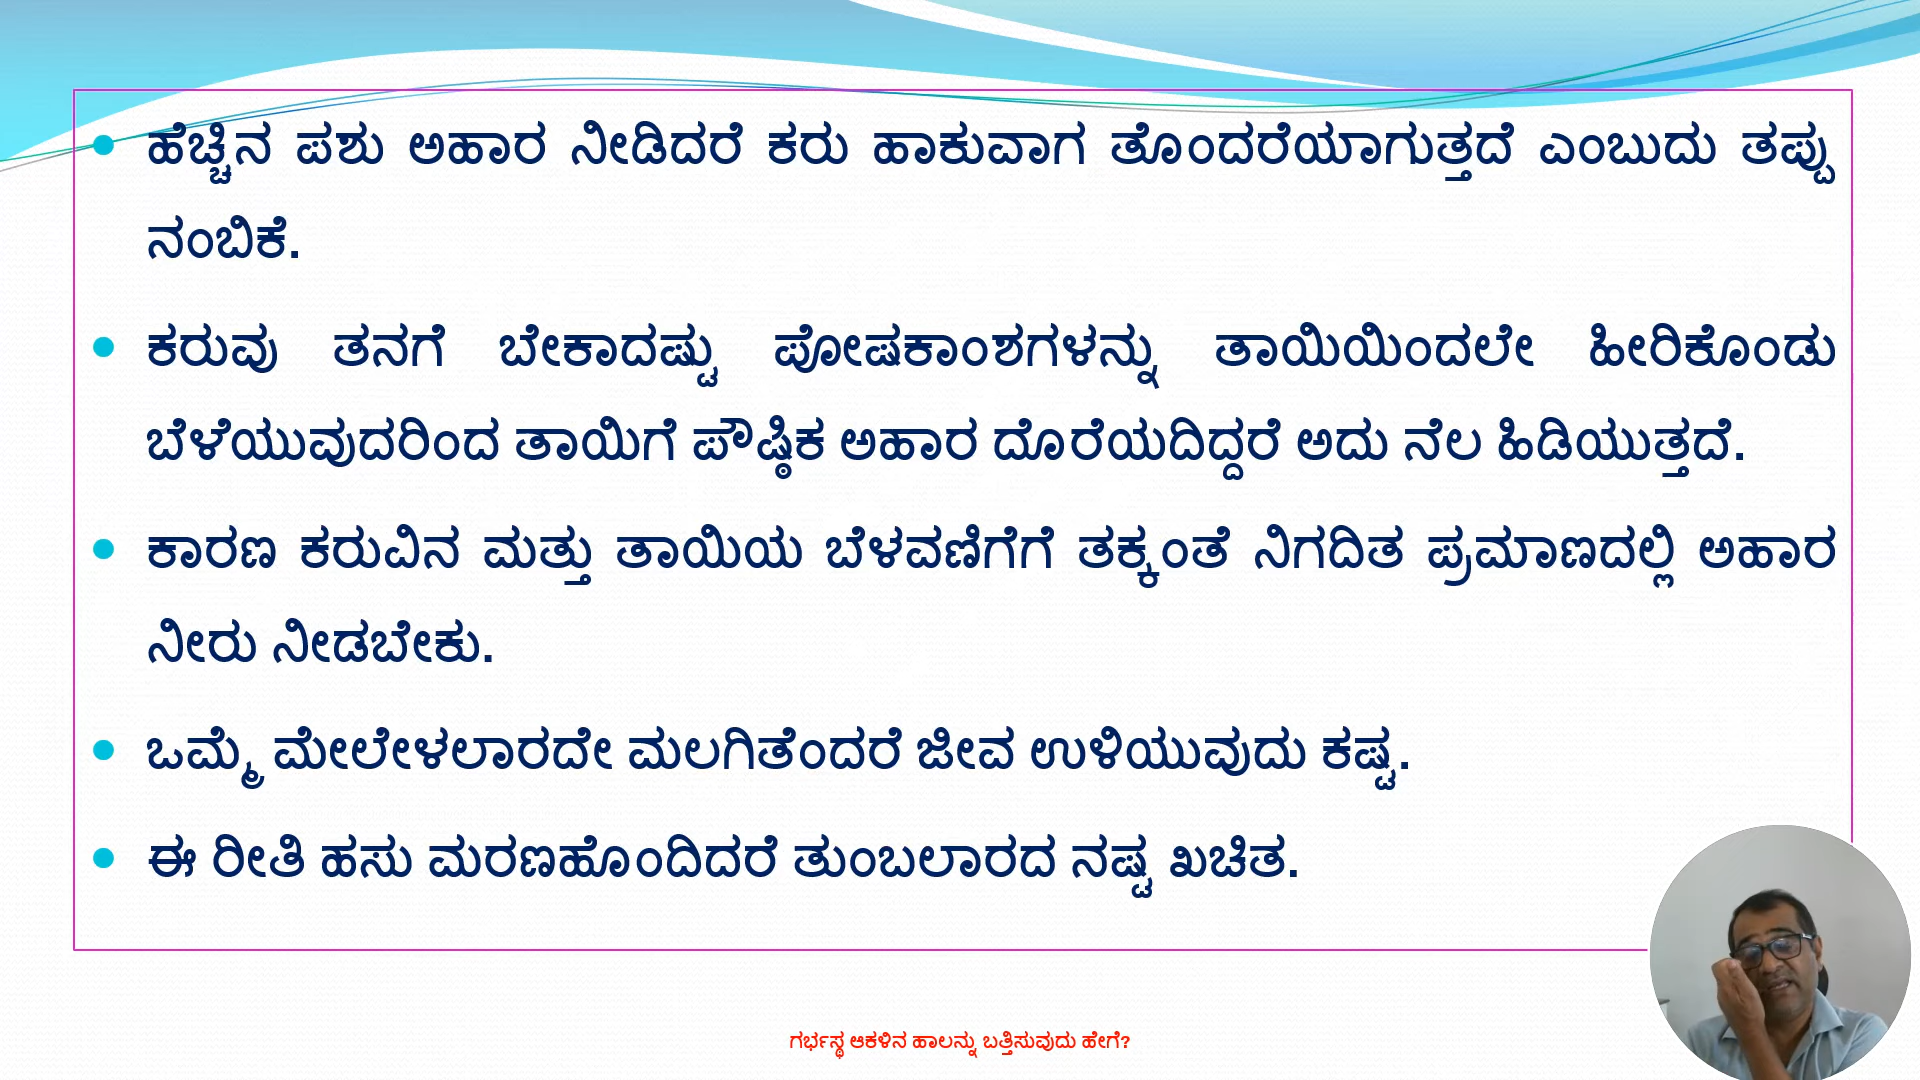 ಹೆಚ್ಚಿನ ಪಶು ಅಹಾರ ನೀಡಿದರೆ ಕರು ಹಾಕುವಾಗ ತೊಂದರೆಯಾಗುತ್ತದೆ ಎಂಬುದು ತಪ್ಪು
ನಂಬಿಕೆ.
ಕರುವು ತನಗೆ ಬೇಕಾದಷ್ಟು ಪೋಷಕಾಂಶಗಳನ್ನು ತಾಯಿಯಿಂದಲೇ ಹೀರಿಕೊಂಡು
ಬೆಳೆಯುವುದರಿಂದ ತಾಯಿಗೆ ಪೌಷ್ಠಿಕ ಅಹಾರ ದೊರೆಯದಿದ್ದರೆ ಅದು ನೆಲ ಹಿಡಿಯುತ್ತದೆ.
ಕಾರಣ ಕರುವಿನ ಮತ್ತು ತಾಯಿಯ ಬೆಳವಣಿಗೆಗೆ ತಕ್ಕಂತೆ ನಿಗದಿತ ಪ್ರಮಾಣದಲ್ಲಿ ಅಹಾರ
ನೀರು ನೀಡಬೇಕು.
ಒಮ್ಮೆ ಮೇಲೇಳಲಾರದೇ ಮಲಗಿತೆಂದರೆ ಜೀವ ಉಳಿಯುವುದು ಕಷ್ಟ.
ಈ ರೀತಿ ಹಸು ಮರಣಹೊಂದಿದರೆ ತುಂಬಲಾರದ ನಷ್ಟ ಖಚಿತ.
ಗರ್ಭಸ್ಥ ಆಕಳಿನ ಹಾಲನ್ನು ಬತ್ತಿಸುವುದು ಹೇಗೆ?